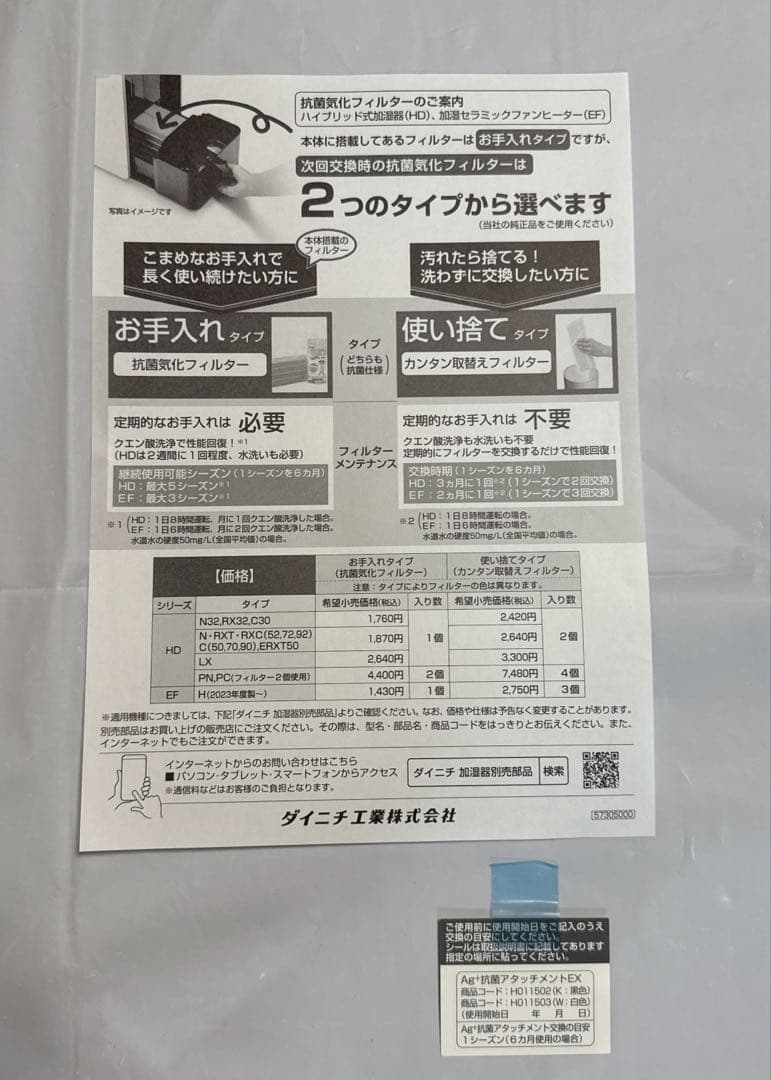 抗菌気化フィルターのご案内
ハイブリッド式加湿器(HD)、加湿セラミックファンヒーター(EF)
本体に搭載してあるフィルターは お手入れタイプ ですが、
次回交換時の抗菌気化フィルターは
2つのタイプから選べます
(当社の純正品をご使用ください)
写真はイメージです
こまめなお手入れで
長く使い続けたい方に
本体搭載の
フィルター
汚れたら捨てる！
洗わずに交換したい方に
お手入れ タイプ
抗菌気化フィルター
タイプ
(どちらも
抗菌仕様)
使い捨て タイプ
カンタン取替えフィルター
定期的なお手入れは 必要
クエン酸洗浄で性能回復！※1
(HDは2週間に1回程度、水洗いも必要)
継続使用可能シーズン(1シーズンを6カ月)
HD：最大5シーズン※1
EF：最大3シーズン※1
フィルター
メンテナンス
定期的なお手入れは 不要
クエン酸洗浄も水洗いも不要
定期的にフィルターを交換するだけで性能回復！
交換時期(1シーズンを6カ月)
HD：3ヵ月に1回※2(1シーズンで2回交換)
EF：2ヵ月に1回※2(1シーズンで3回交換)
※1 (HD：1日8時間運転、月に1回クエン酸洗浄した場合。
EF：1日6時間運転、月に2回クエン酸洗浄した場合。
水道水の硬度50mg/L(全国平均値)の場合。
※2 (HD：1日8時間運転の場合。
EF：1日6時間運転の場合。
水道水の硬度50mg/L(全国平均値)の場合。
【価格】
お手入れタイプ
(抗菌気化フィルター)
使い捨てタイプ
(カンタン取替えフィルター)
注意：タイプによりフィルターの色は異なります。
シリーズ タイプ 希望小売価格(税込) 入り数 希望小売価格(税込) 入り数
HD
N32,RX32,C30 1,760円 2,420円
N・RXT・RXC(52,72,92)
C(50,70,90),ERXT50 1,870円 1個 2,640円 2個
LX 2,640円 3,300円
PN,PC(フィルター2個使用) 4,400円 2個 7,480円 4個
EF H(2023年度製〜) 1,430円 1個 2,750円 3個
※適用機種につきましては、下記「ダイニチ 加湿器別売部品」よりご確認ください。なお、価格や仕様は予告なく変更することがあります。
別売部品はお買い上げの販売店にご注文ください。その際は、型名・部品名・商品コードをはっきりとお伝えください。また、
インターネットでもご注文ができます。
インターネットからのお問い合わせはこちら
■パソコン・タブレット・スマートフォンからアクセス
※通信料などはお客様のご負担となります。
ダイニチ 加湿器別売部品 検索
ダイニチ工業株式会社
57305000
ご使用前に使用開始日をご記入のうえ
交換の目安にしてください。
シールは取扱説明書に記載してあります
指定の場所に貼ってください。
Ag+抗菌アタッチメントEX
商品コード：H011502(K：黒色)
商品コード：H011503(W：白色)
(使用開始日 年 月 日)
Ag+抗菌アタッチメント交換の目安
1シーズン(6カ月使用の場合)